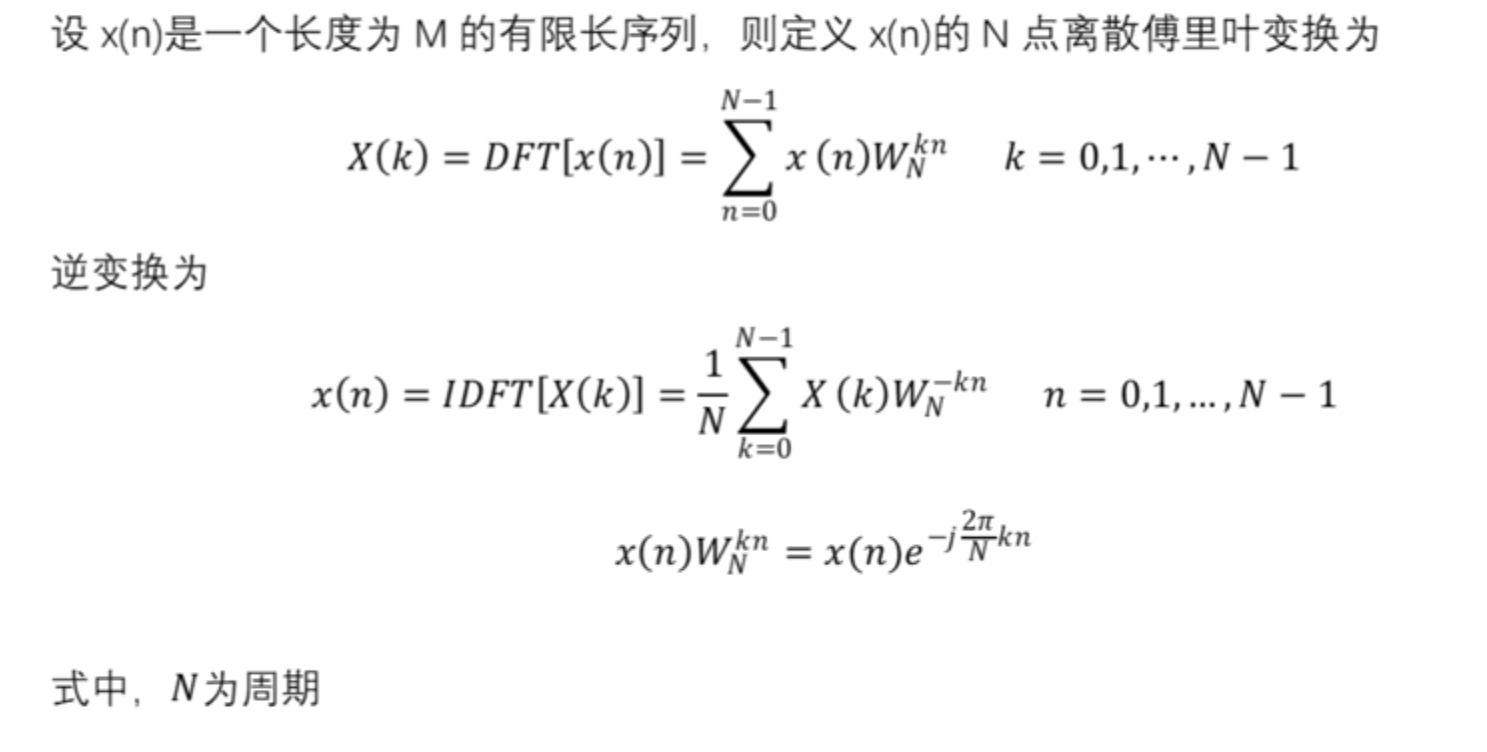 设 x(n)是一个长度为 M 的有限长序列，则定义 x(n)的 N 点离散傅里叶变换为
$$X(k) = DFT[x(n)] = \sum_{n=0}^{N-1} x(n)W_N^{kn} \quad k = 0,1,\cdots,N-1$$
逆变换为
$$x(n) = IDFT[X(k)] = \frac{1}{N}\sum_{k=0}^{N-1} X(k)W_N^{-kn} \quad n = 0,1,\ldots,N-1$$
$$x(n)W_N^{kn} = x(n)e^{-j\frac{2\pi}{N}kn}$$
式中，N为周期